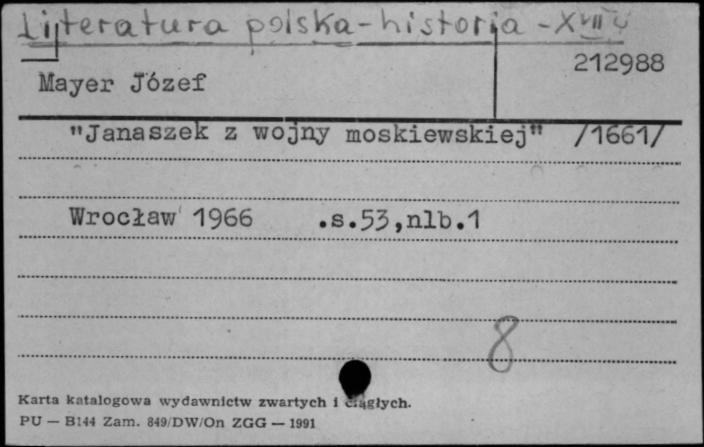 Literatura polska-historia-XVII w
212988
Mayer Józef
"Janaszek z wojny moskiewskiej" /1661/
Wrocław 1966 .s.53,nlb.1
8
Karta katalogowa wydawnictw zwartych i ciągłych.
PU — B144 Zam. 849/DW/On ZGG — 1991